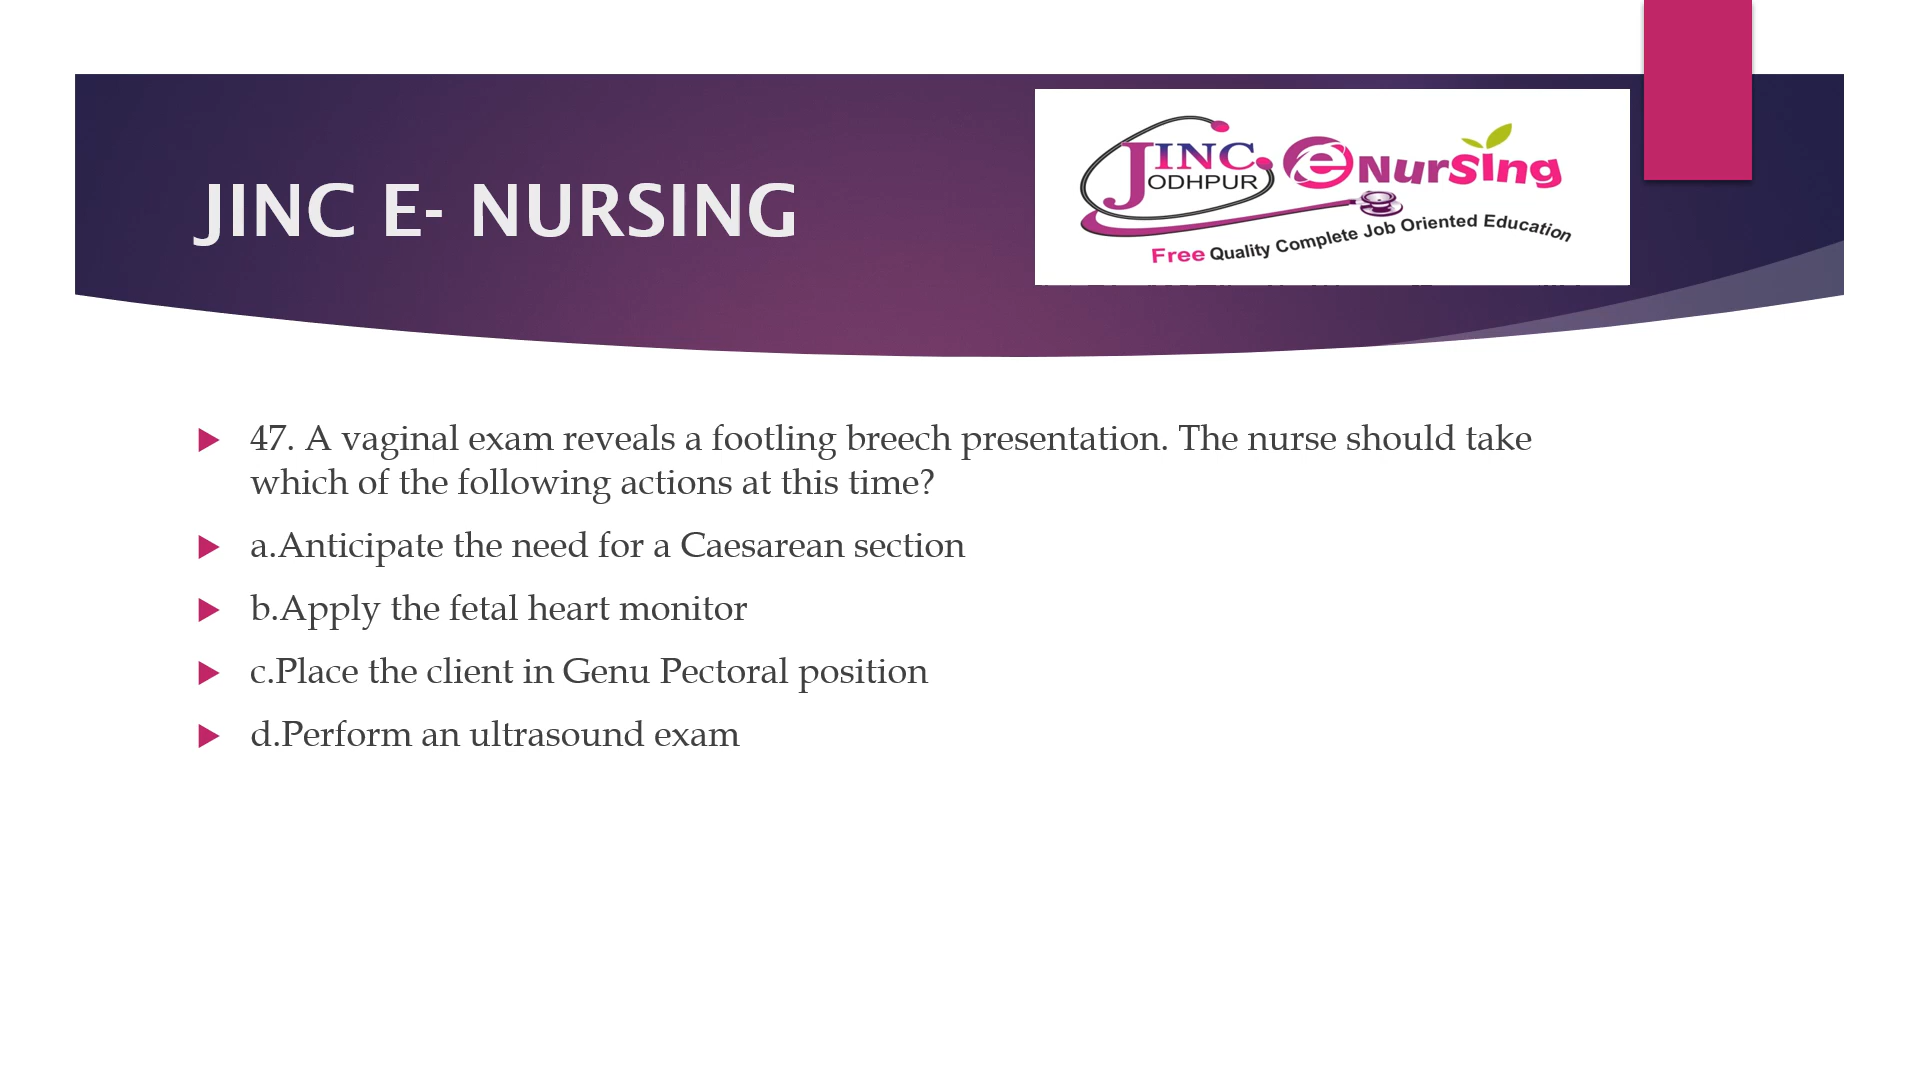 JINC E- NURSING
JINC
ODHPUR
eNursing
Free Quality Complete Job Oriented Education
47. A vaginal exam reveals a footling breech presentation. The nurse should take
which of the following actions at this time?
a.Anticipate the need for a Caesarean section
b.Apply the fetal heart monitor
c.Place the client in Genu Pectoral position
d.Perform an ultrasound exam